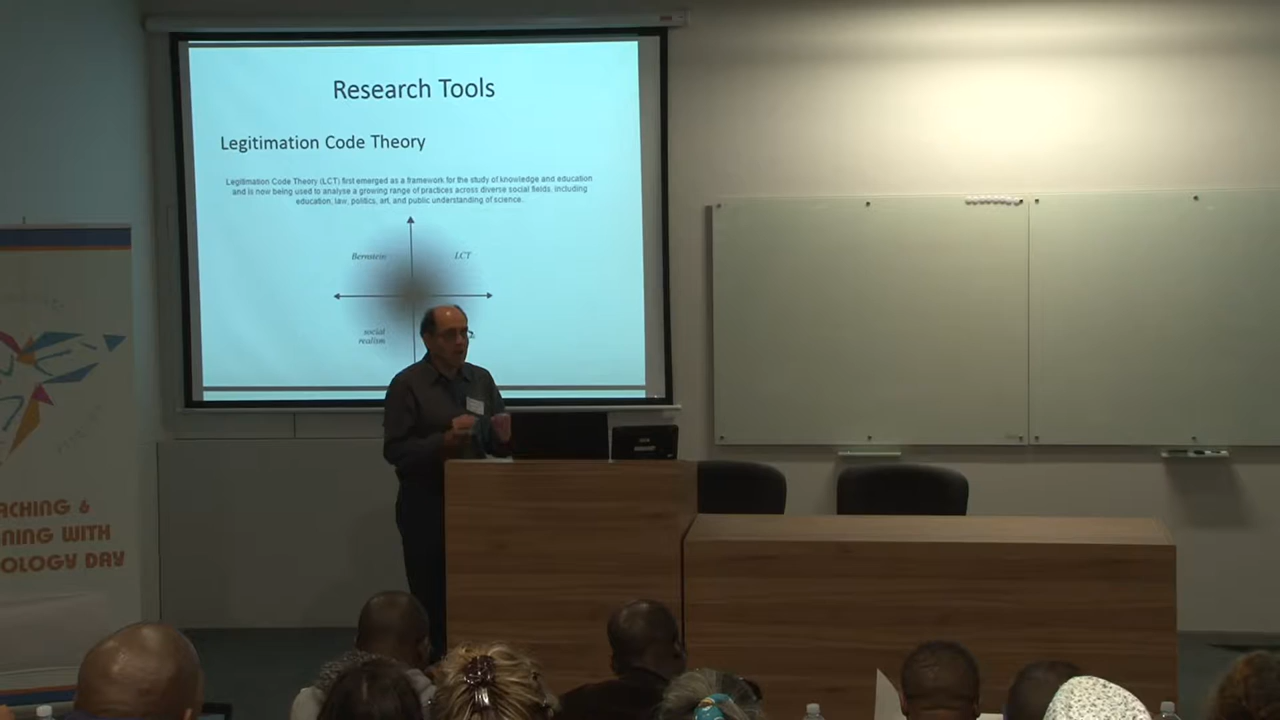 Research Tools
Legitimation Code Theory
Legitimation Code Theory (LCT) first emerged as a framework for the study of knowledge and education
and is now being used to analyse a growing range of practices across diverse social fields, including
education, law, politics, art, and public understanding of science.
Bernstein
LCT
social
realism
ACHING &
NING WITH
OLOGY DAY